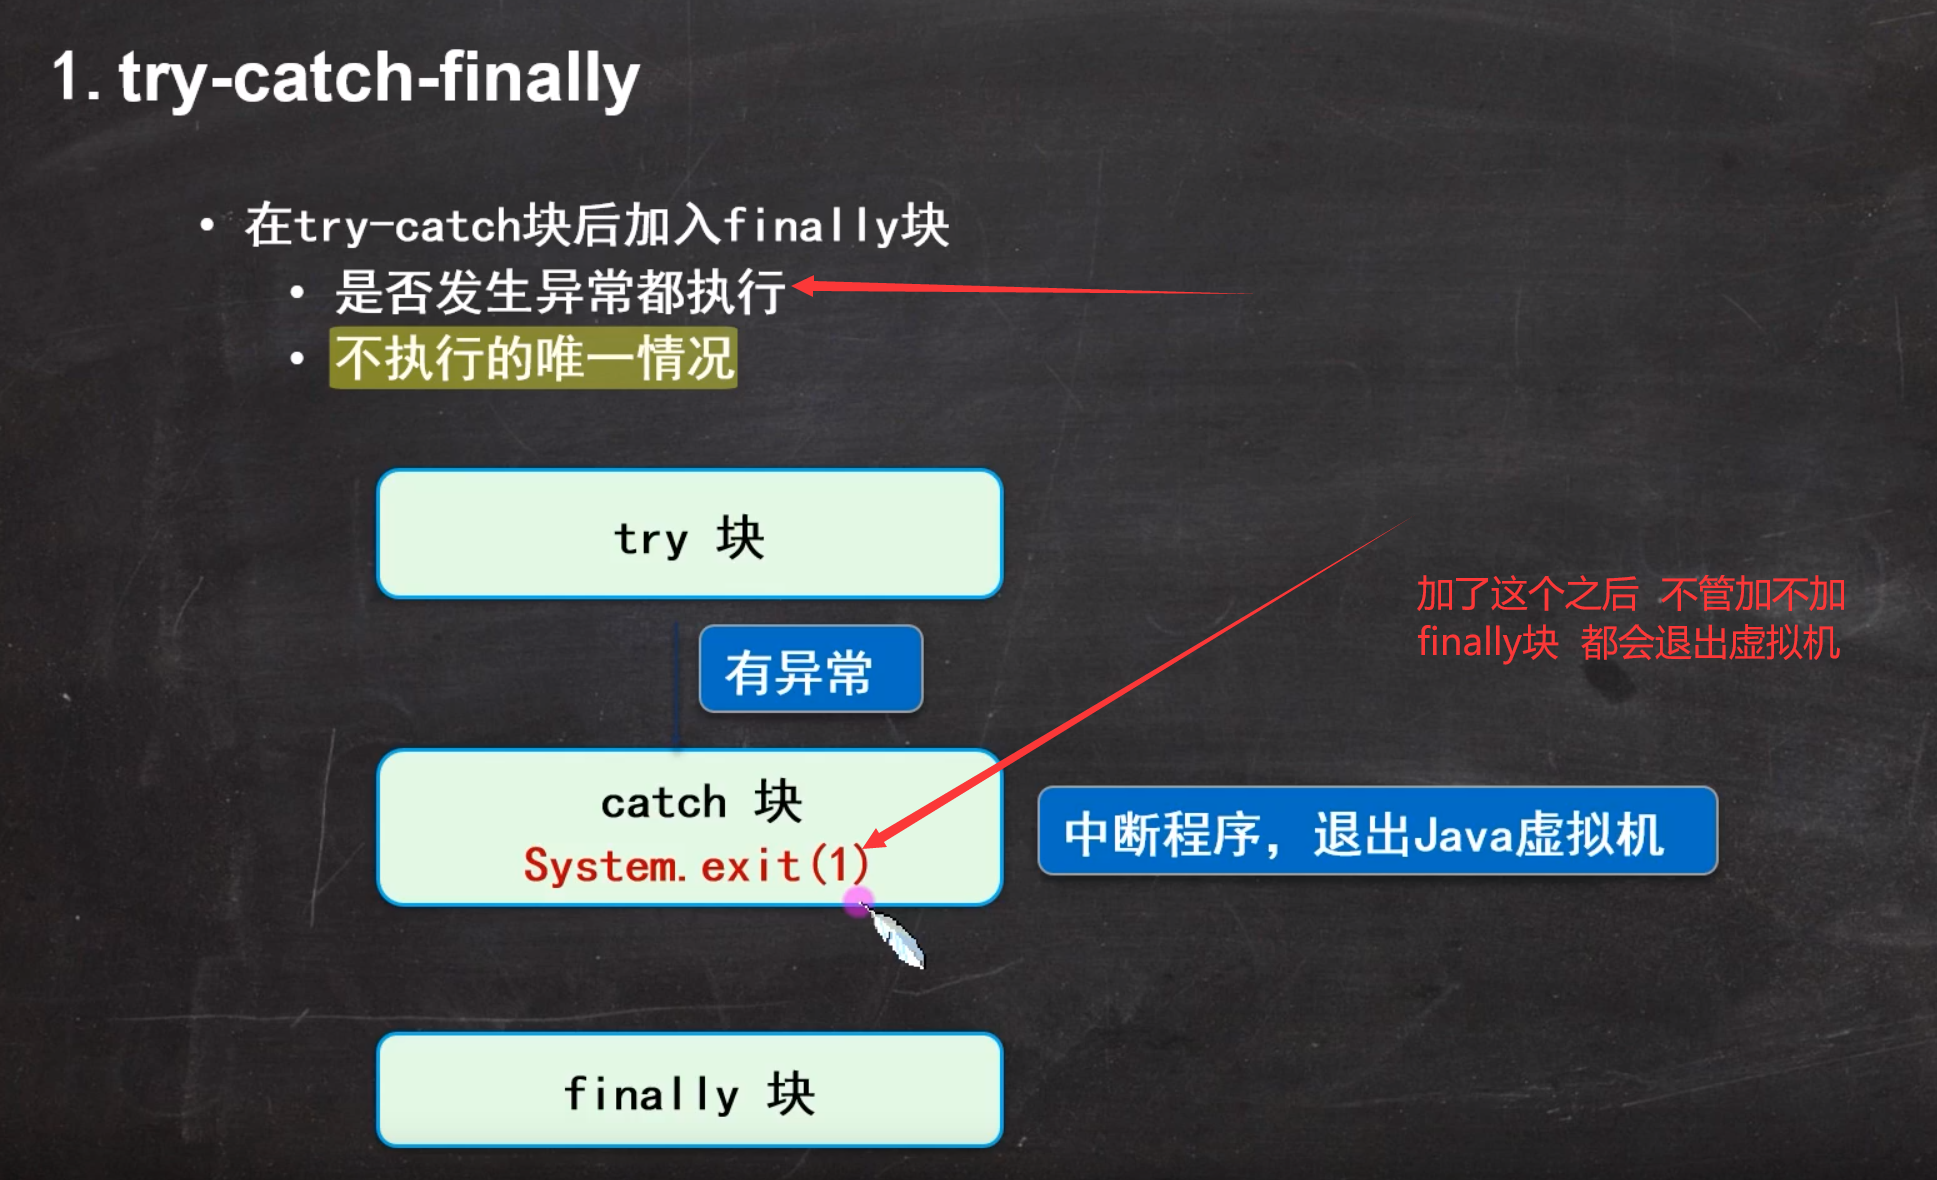 1. try-catch-finally
• 在try-catch块后加入finally块
• 是否发生异常都执行
• 不执行的唯一情况
try 块
有异常
加了这个之后 不管加不加
finally块 都会退出虚拟机
catch 块
System.exit(1)
中断程序，退出Java虚拟机
finally 块